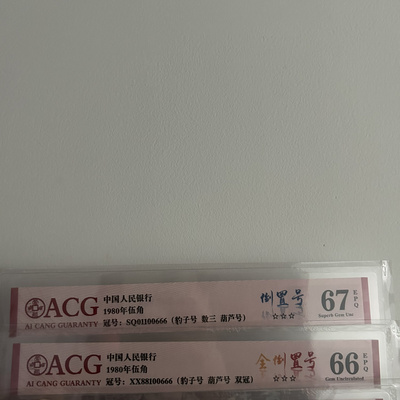 ACG
AI CANG GUARANTY
中国人民银行
1980年伍角
冠号：SQ01100666（豹子号 数三 葫芦号）
倒置号
☆☆☆
67
EPQ
Superb Gem Unc
ACG
AI CANG GUARANTY
中国人民银行
1980年伍角
冠号：XX88100666（豹子号 葫芦号 双冠）
全倒置号
☆☆☆
66
EPQ
Gem Uncirculated